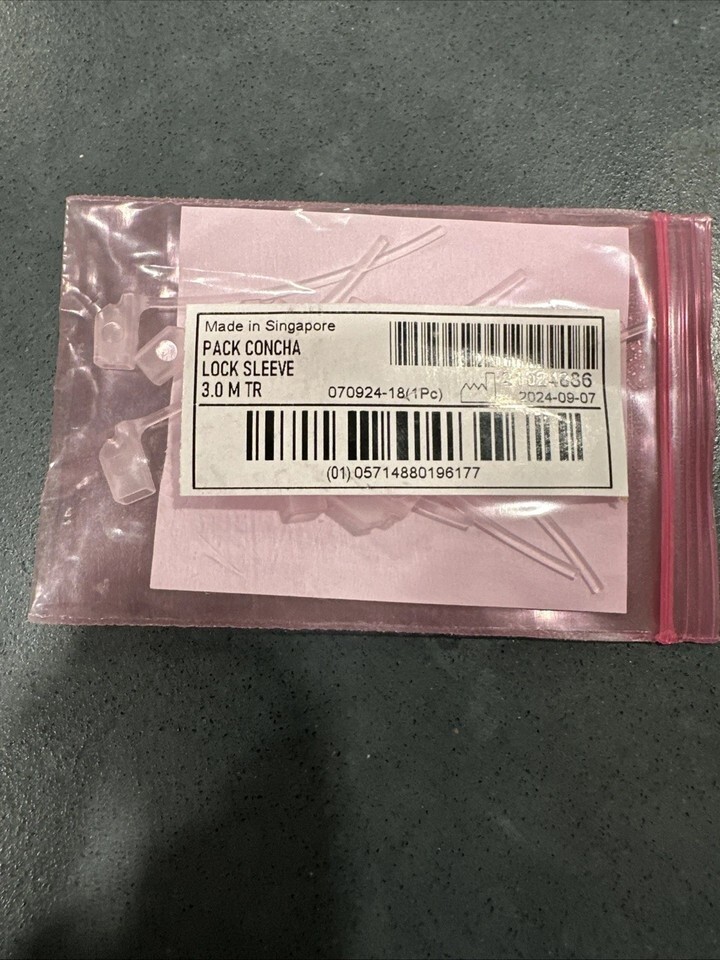 Made in Singapore
PACK CONCHA
LOCK SLEEVE
3.0 M TR
070924-18(1Pc)
2024-09-07
(01) 05714880196177